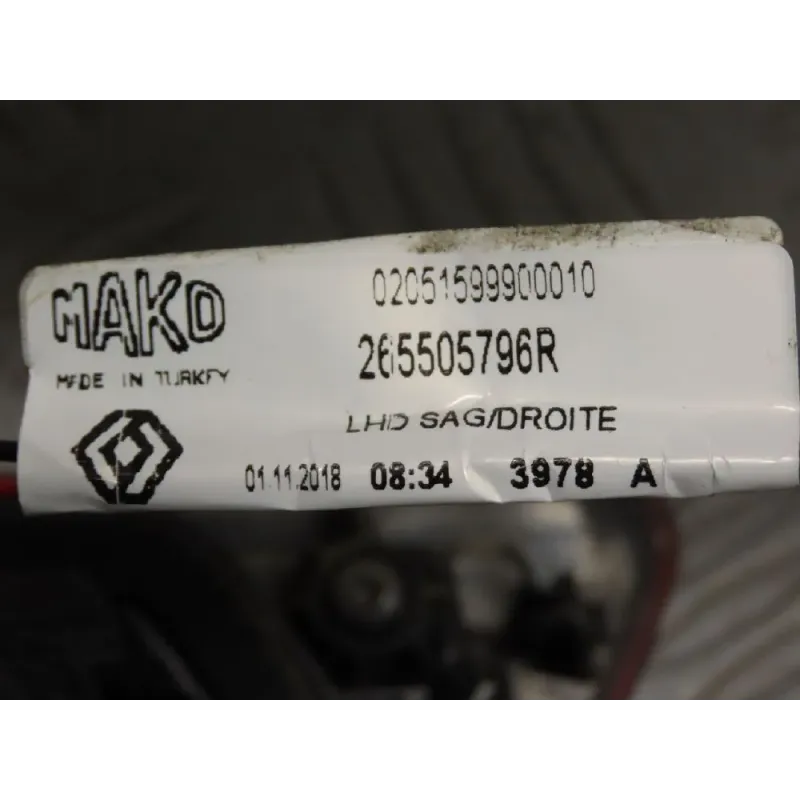 MAKO
MADE IN TURKEY
02051599900010
265505796R
LHD SAG/DROITE
01.11.2018 08:34 3978 A